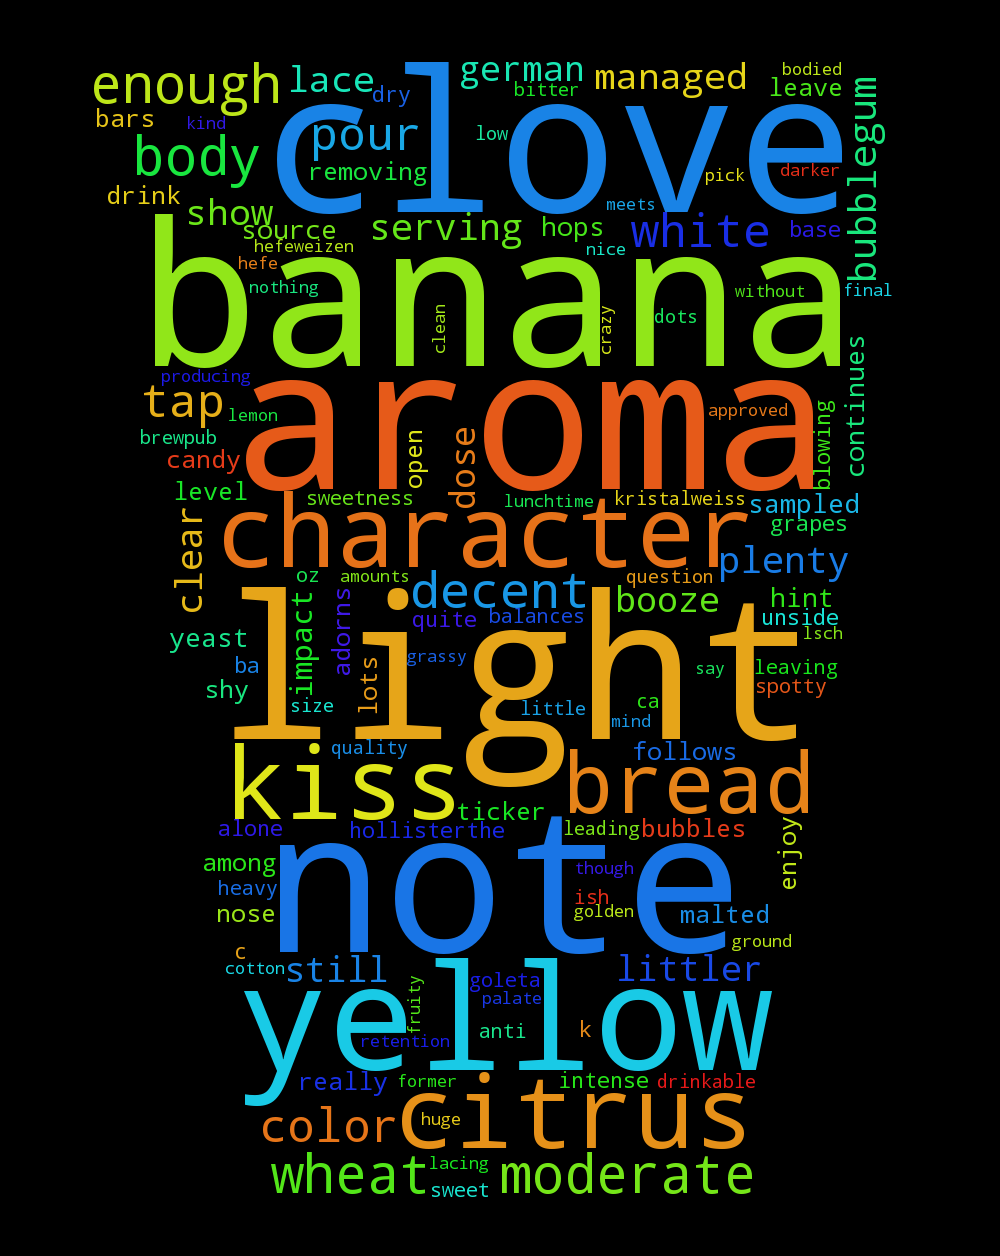 clove
enough
lace
german
managed
bodied
leave
bitter
dry
bars
kind
pour
low
bubblegum
body
removing
pick
darker
drink
show
meets
source
serving
hops
white
base
hefeweizen
nice
hefe
banana
nothing
without
final
dots
clean
crazy
producing
continues
aroma
tap
lemon
approved
brewpub
open
dose
blowing
candy
level
sweetness
lunchtime
kristalweiss
sampled
character
grapes
clear
plenty
oz
amounts
decent
question
booze
hint
impact
adorns
quite
balances
unside
lsch
yeast
light
grassy
ba
lots
say
leaving
shy
spotty
size
little
ca
mind
quality
follows
kiss
bread
ticker
alone
hollisterthe
leading
bubbles
enjoy
among
note
though
heavy
ish
nose
golden
malted
ground
c
cotton
still
goleta
littler
fruity
palate
yellow
anti
k
retention
really
former
intense
drinkable
color
huge
citrus
wheat
lacing
moderate
sweet